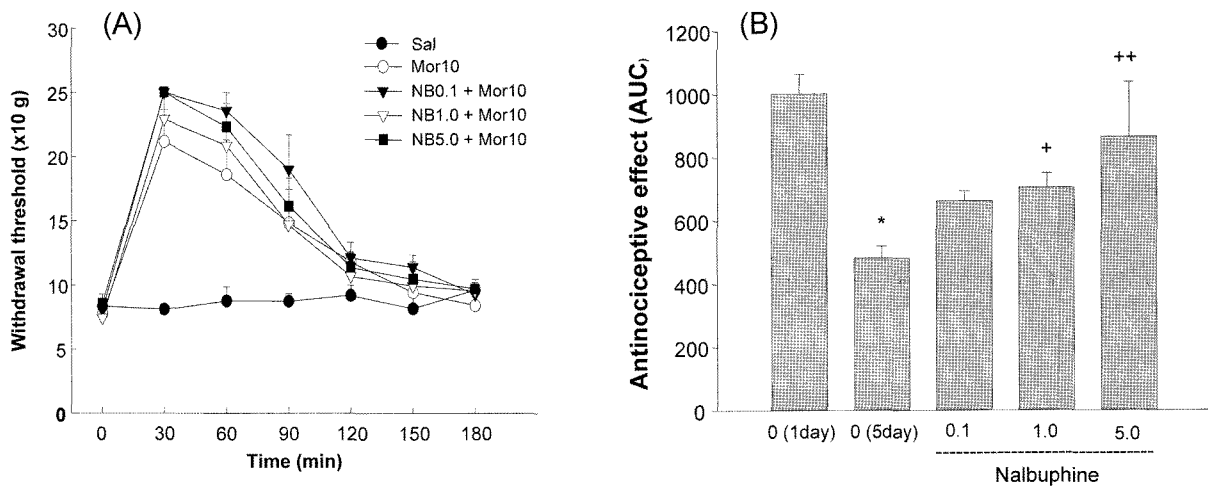 (A)
30
25
20
15
10
5
0
Withdrawal threshold (x10 g)
Sal
Mor10
NB0.1 + Mor10
NB1.0 + Mor10
NB5.0 + Mor10
0 30 60 90 120 150 180
Time (min)
(B)
1200
1000
800
600
400
200
0
Antinociceptive effect (AUC)
*
+
++
0 (1day) 0 (5day) 0.1 1.0 5.0
Nalbuphine